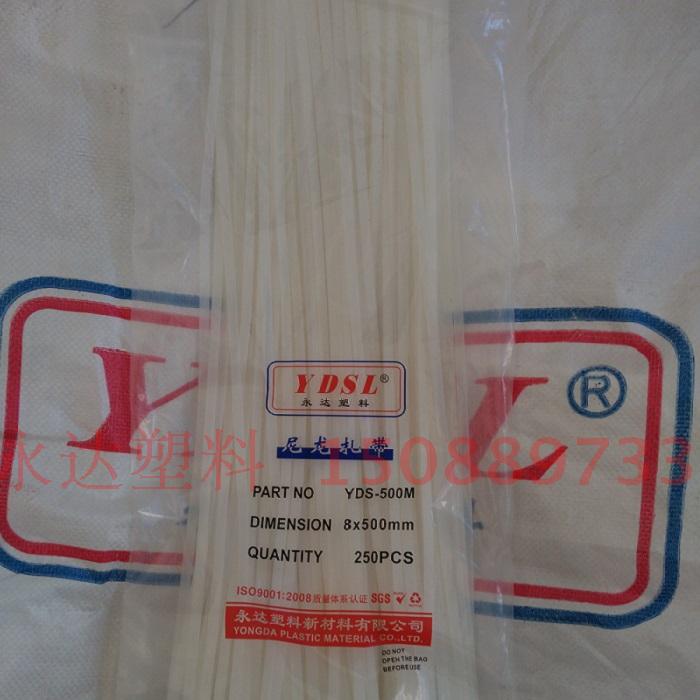 YDSL®
永达塑料
尼龙扎带
PART NO YDS-500M
DIMENSION 8x500mm
QUANTITY 250PCS
ISO9001:2008质量体系认证 SGS
永达塑料新材料有限公司
YONGDA PLASTIC MATERIAL CO.,LTD.
DO NOT
OPEN THE BAG
BEFORE USE
Y L ®
永达塑料 150889733